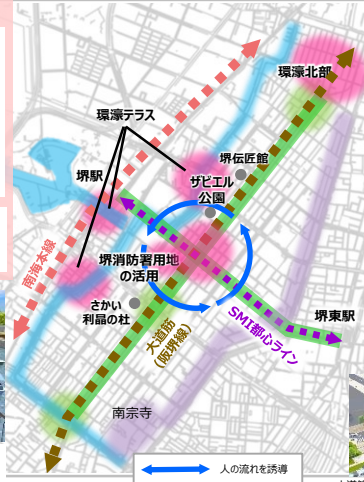 環濠北部
環濠テラス
堺伝匠館
堺駅
ザビエル
公園
南海本線
堺消防署用地
の活用
さかい
利晶の杜
大道筋
(阪堺線)
SMI都心ライン
堺東駅
南宗寺
人の流れを誘導